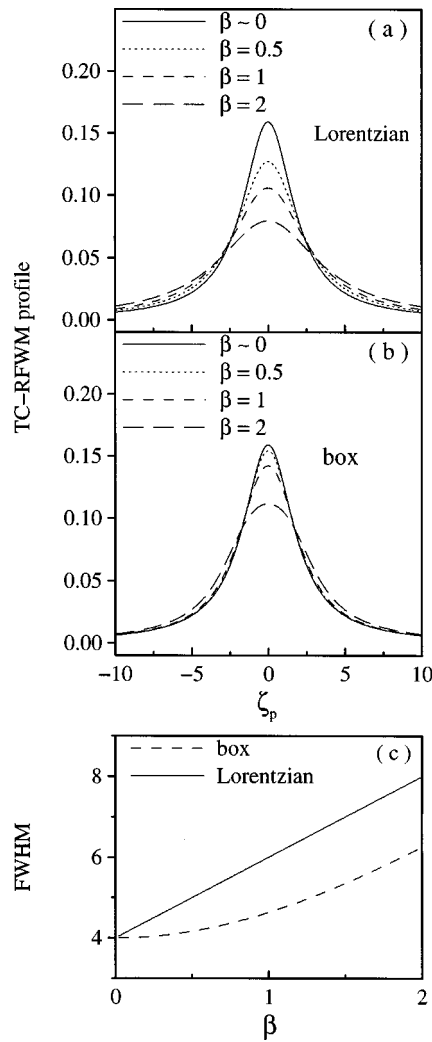 ( a )
β ~ 0
β = 0.5
β = 1
β = 2
Lorentzian
0.20
0.15
0.10
0.05
0.00
TC−RFWM profile
( b )
β ~ 0
β = 0.5
β = 1
β = 2
box
0.20
0.15
0.10
0.05
0.00
−10 −5 0 5 10
ζp
( c )
box
Lorentzian
FWHM
8
6
4
0 1 2
β